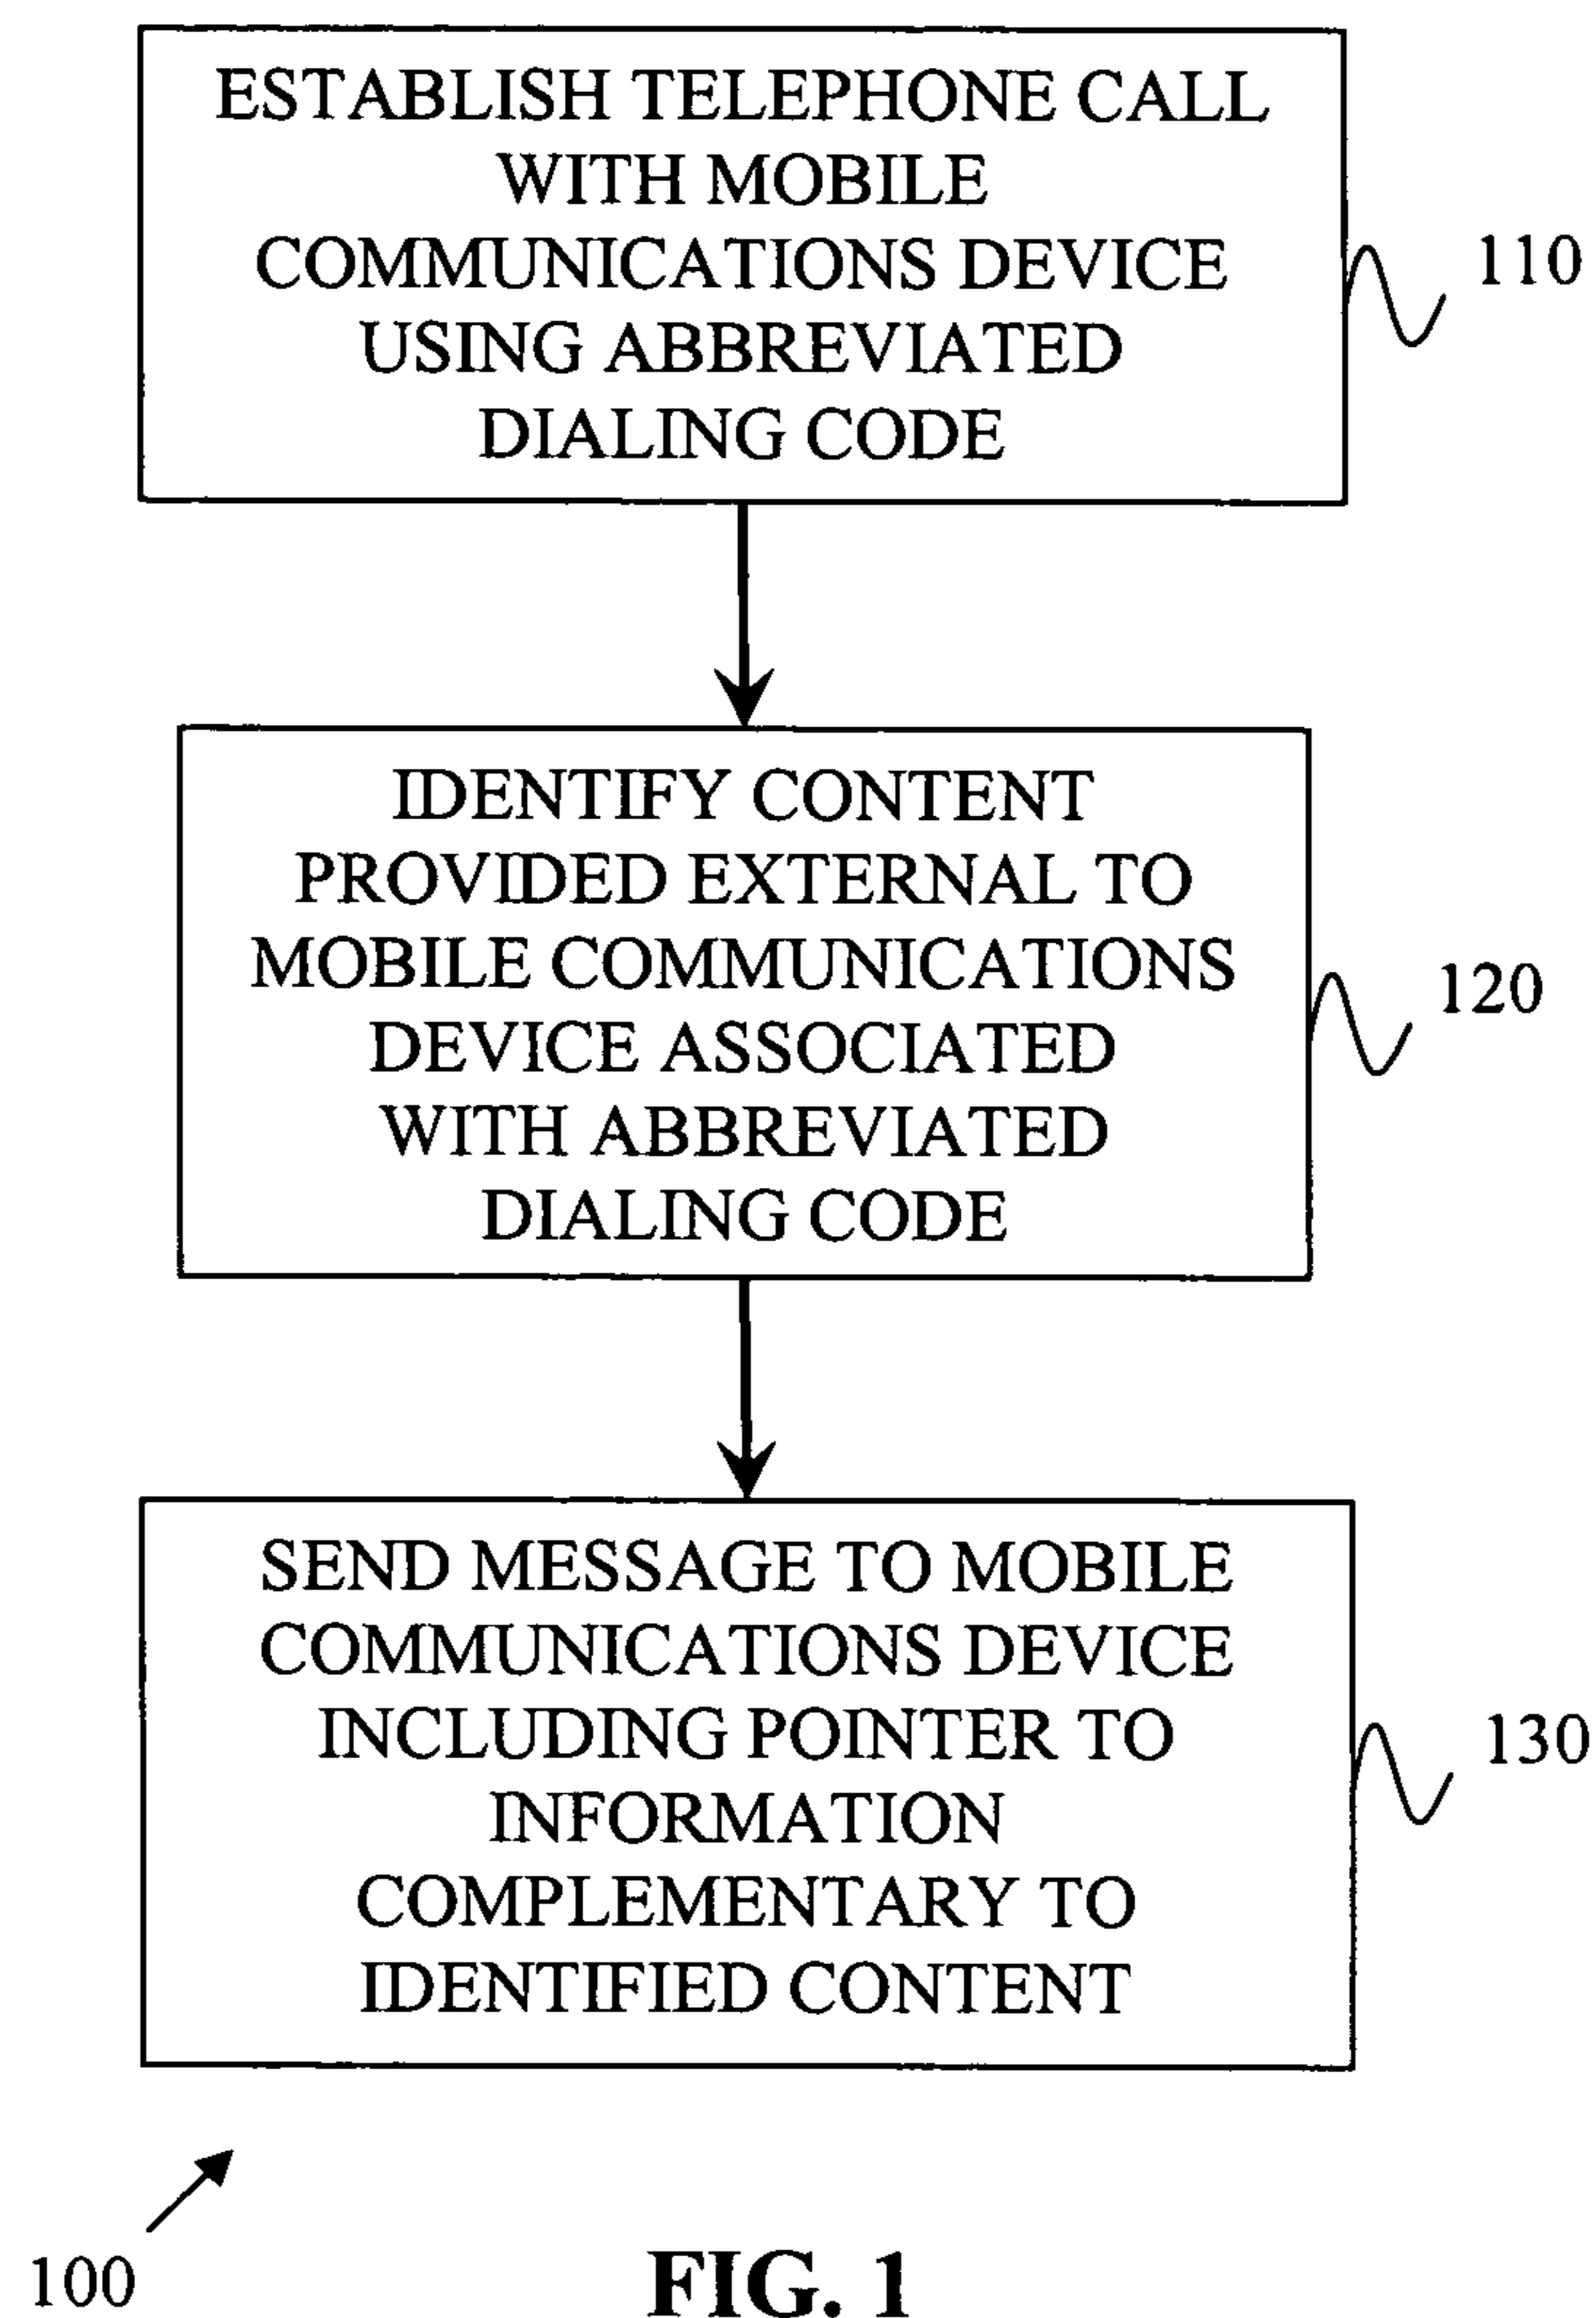 ESTABLISH TELEPHONE CALL
WITH MOBILE
COMMUNICATIONS DEVICE
USING ABBREVIATED
DIALING CODE
110
IDENTIFY CONTENT
PROVIDED EXTERNAL TO
MOBILE COMMUNICATIONS
DEVICE ASSOCIATED
WITH ABBREVIATED
DIALING CODE
120
SEND MESSAGE TO MOBILE
COMMUNICATIONS DEVICE
INCLUDING POINTER TO
INFORMATION
COMPLEMENTARY TO
IDENTIFIED CONTENT
130
100
FIG. 1